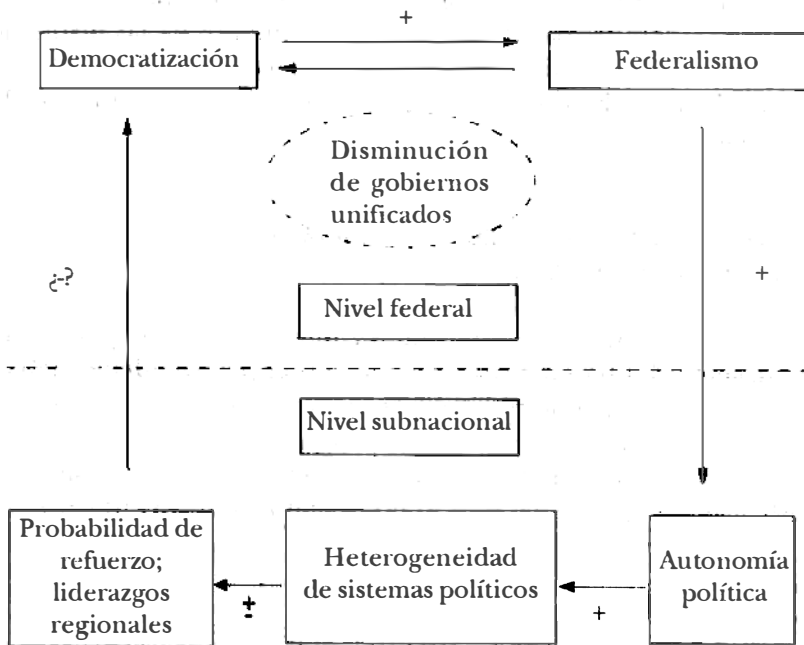 +
Democratización
Federalismo
Disminución
de gobiernos
unificados
¿-?
+
Nivel federal
Nivel subnacional
Probabilidad de
refuerzo;
liderazgos
regionales
±
Heterogeneidad
de sistemas políticos
+
Autonomía
política